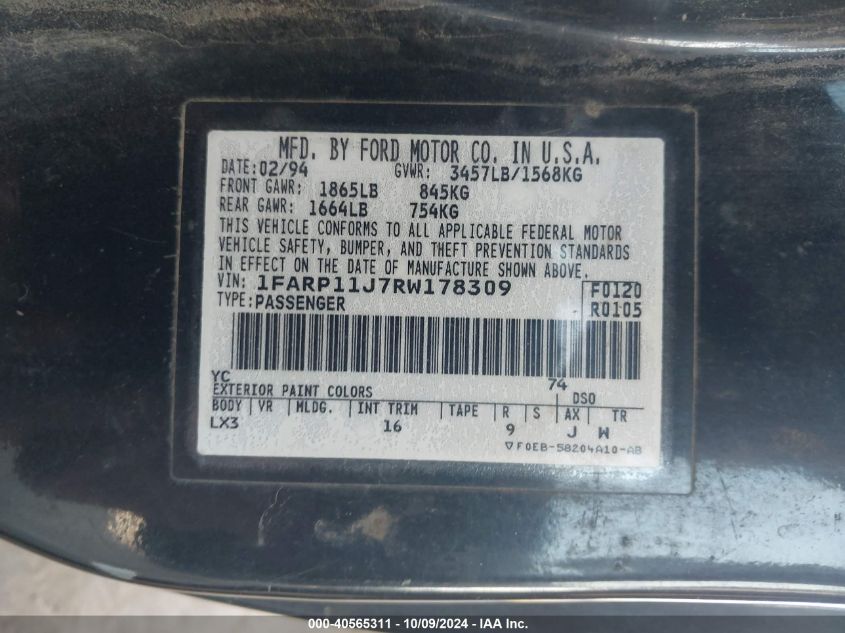 MFD. BY FORD MOTOR CO. IN U.S.A.
DATE: 02/94 GVWR: 3457LB/1568KG
FRONT GAWR: 1865LB 845KG
REAR GAWR: 1664LB 754KG
THIS VEHICLE CONFORMS TO ALL APPLICABLE FEDERAL MOTOR
VEHICLE SAFETY, BUMPER, AND THEFT PREVENTION STANDARDS
IN EFFECT ON THE DATE OF MANUFACTURE SHOWN ABOVE.
VIN: 1FARP11J7RW178309 F0120
TYPE: PASSENGER R0105
YC 74
EXTERIOR PAINT COLORS DSO
BODY VR MLDG. INT TRIM TAPE R S AX TR
LX3 16 9 J W
▽F0EB-58204A10-AB
000-40565311 - 10/09/2024 - IAA Inc.